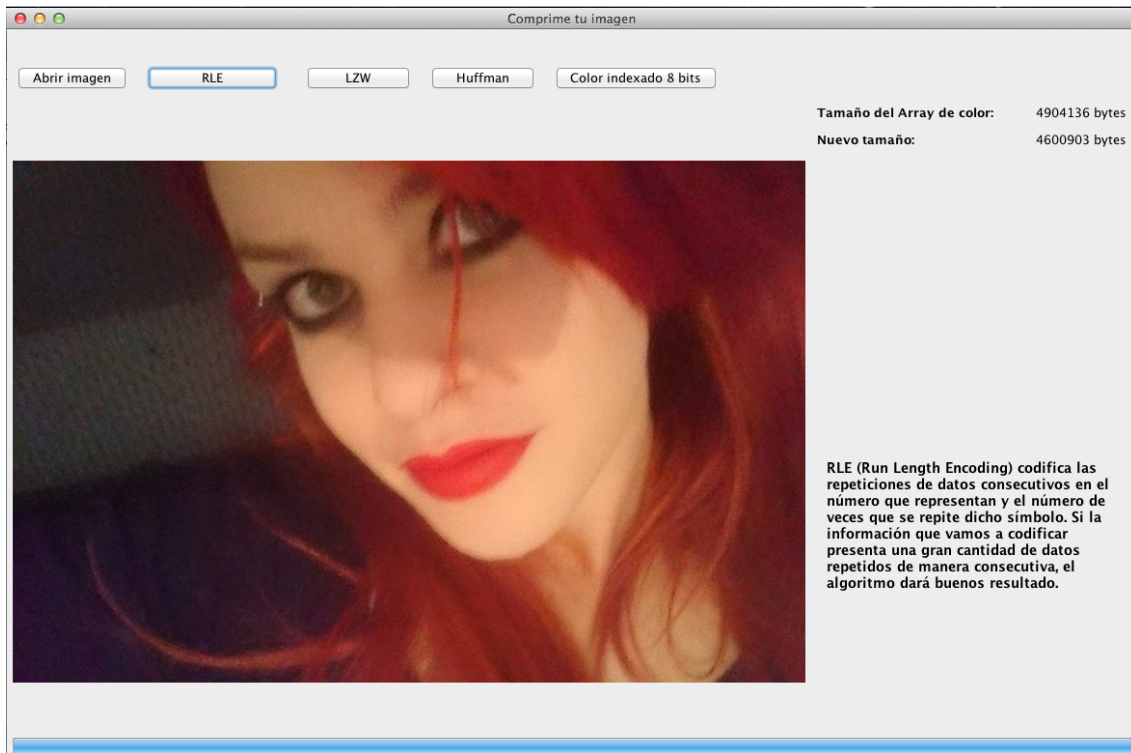 Comprime tu imagen
Abrir imagen RLE LZW Huffman Color indexado 8 bits
Tamaño del Array de color: 4904136 bytes
Nuevo tamaño: 4600903 bytes
RLE (Run Length Encoding) codifica las
repeticiones de datos consecutivos en el
número que representan y el número de
veces que se repite dicho símbolo. Si la
información que vamos a codificar
presenta una gran cantidad de datos
repetidos de manera consecutiva, el
algoritmo dará buenos resultado.